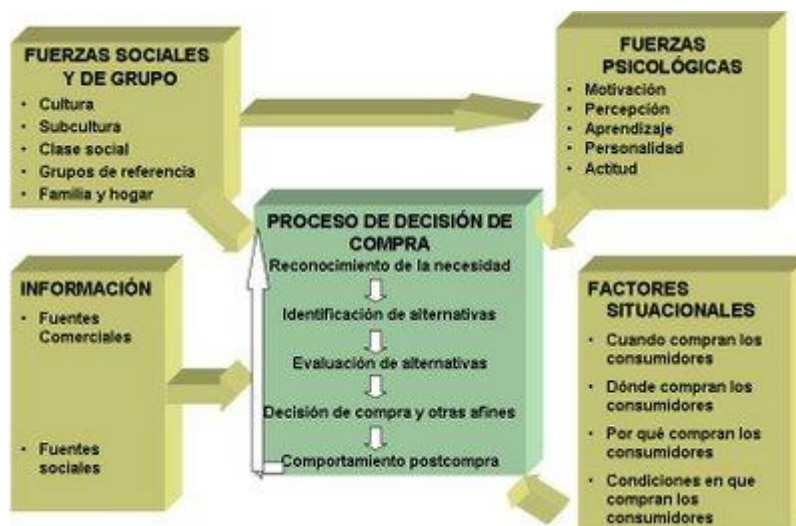 FUERZAS SOCIALES
Y DE GRUPO
• Cultura
• Subcultura
• Clase social
• Grupos de referencia
• Familia y hogar
FUERZAS
PSICOLÓGICAS
• Motivación
• Percepción
• Aprendizaje
• Personalidad
• Actitud
PROCESO DE DECISIÓN DE
COMPRA
Reconocimiento de la necesidad
Identificación de alternativas
Evaluación de alternativas
Decisión de compra y otras afines
Comportamiento postcompra
INFORMACIÓN
• Fuentes
Comerciales
• Fuentes
sociales
FACTORES
SITUACIONALES
• Cuando compran los
consumidores
• Dónde compran los
consumidores
• Por qué compran los
consumidores
• Condiciones en que
compran los
consumidores